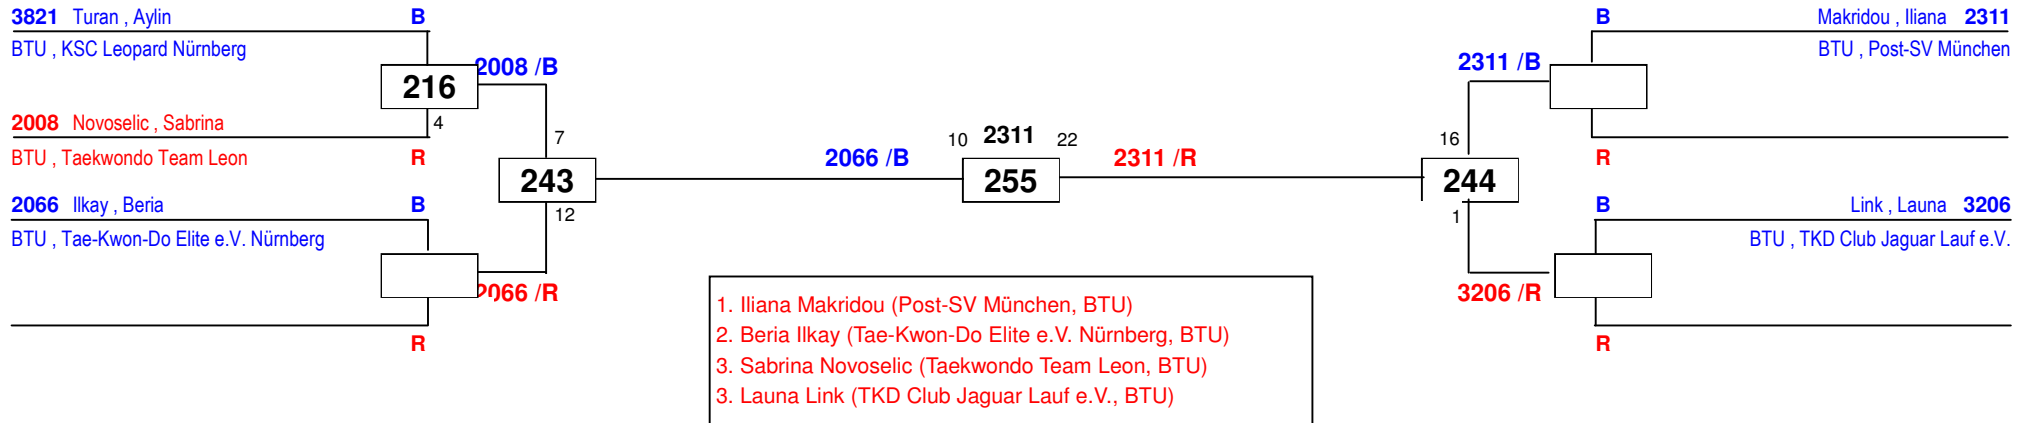 3821 Turan , Aylin B
BTU , KSC Leopard Nürnberg
2008 /B
216
2008 Novoselic , Sabrina
4
BTU , Taekwondo Team Leon R
7
243
12
2066 Ilkay , Beria B
BTU , Tae-Kwon-Do Elite e.V. Nürnberg
2066 /R
R
2066 /B
10 2311 22
255
2311 /R
B Makridou , Iliana 2311
BTU , Post-SV München
2311 /B
R
16
244
1
B Link , Launa 3206
BTU , TKD Club Jaguar Lauf e.V.
3206 /R
R
1. Iliana Makridou (Post-SV München, BTU)
2. Beria Ilkay (Tae-Kwon-Do Elite e.V. Nürnberg, BTU)
3. Sabrina Novoselic (Taekwondo Team Leon, BTU)
3. Launa Link (TKD Club Jaguar Lauf e.V., BTU)